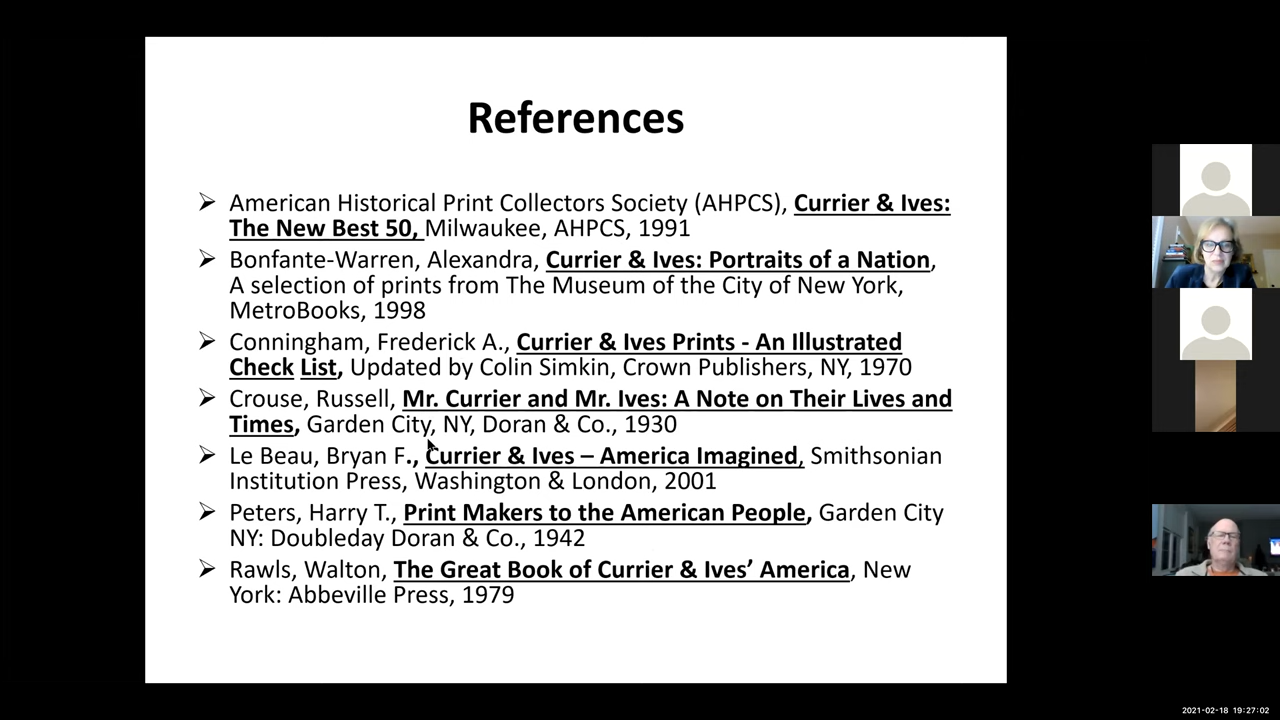 References
American Historical Print Collectors Society (AHPCS), Currier & Ives:
The New Best 50, Milwaukee, AHPCS, 1991
Bonfante-Warren, Alexandra, Currier & Ives: Portraits of a Nation,
A selection of prints from The Museum of the City of New York,
MetroBooks, 1998
Conningham, Frederick A., Currier & Ives Prints - An Illustrated
Check List, Updated by Colin Simkin, Crown Publishers, NY, 1970
Crouse, Russell, Mr. Currier and Mr. Ives: A Note on Their Lives and
Times, Garden City, NY, Doran & Co., 1930
Le Beau, Bryan F., Currier & Ives – America Imagined, Smithsonian
Institution Press, Washington & London, 2001
Peters, Harry T., Print Makers to the American People, Garden City
NY: Doubleday Doran & Co., 1942
Rawls, Walton, The Great Book of Currier & Ives’ America, New
York: Abbeville Press, 1979
2021-02-18 19:27:02